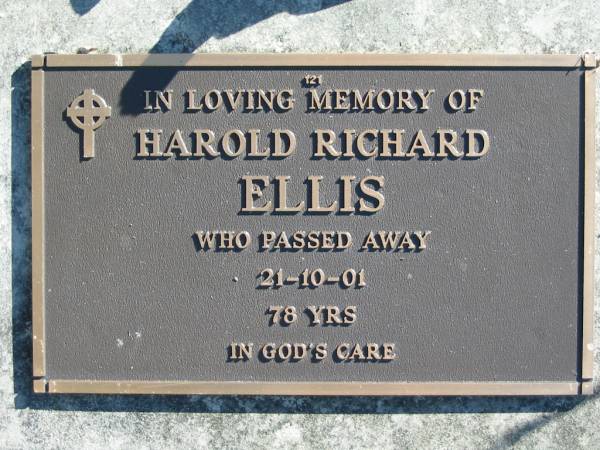 121
IN LOVING MEMORY OF
HAROLD RICHARD
ELLIS
WHO PASSED AWAY
21-10-01
78 YRS
IN GOD'S CARE